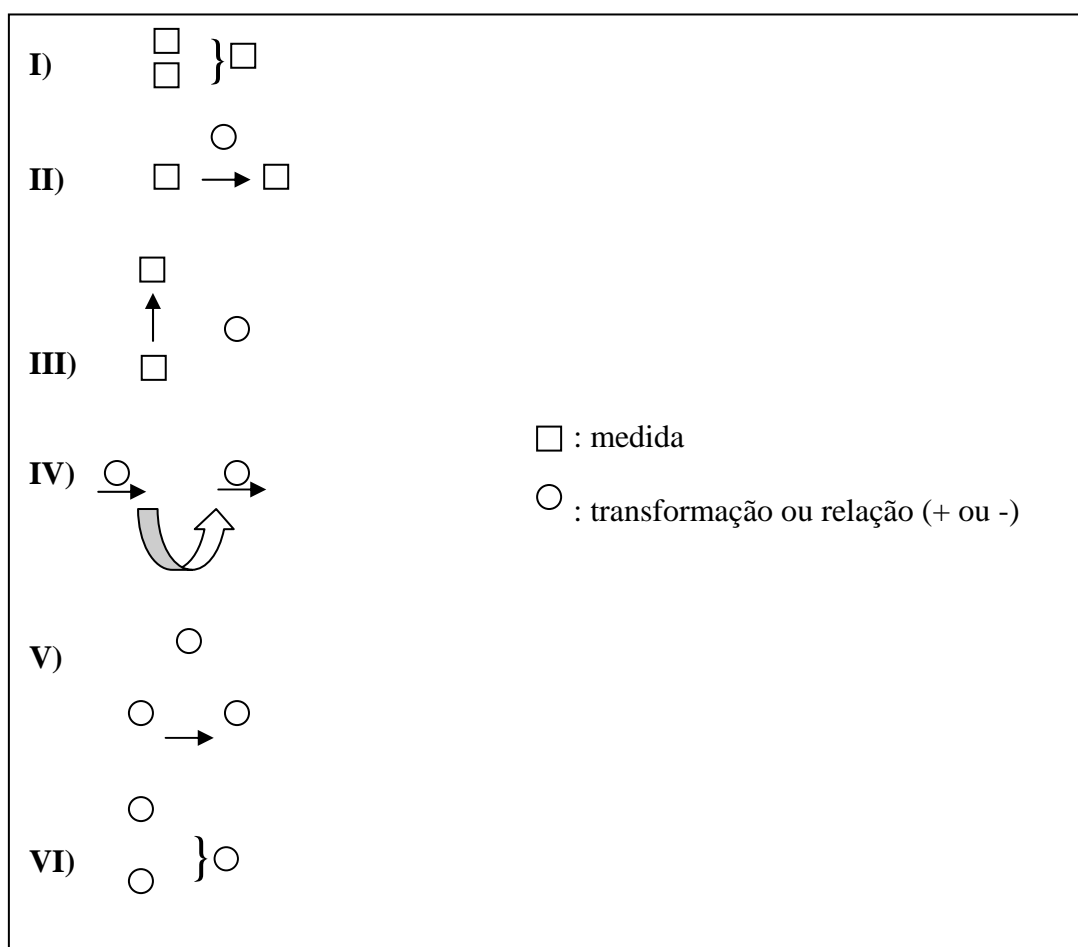 I)
II)
III)
: medida
IV)
: transformação ou relação (+ ou -)
V)
VI)